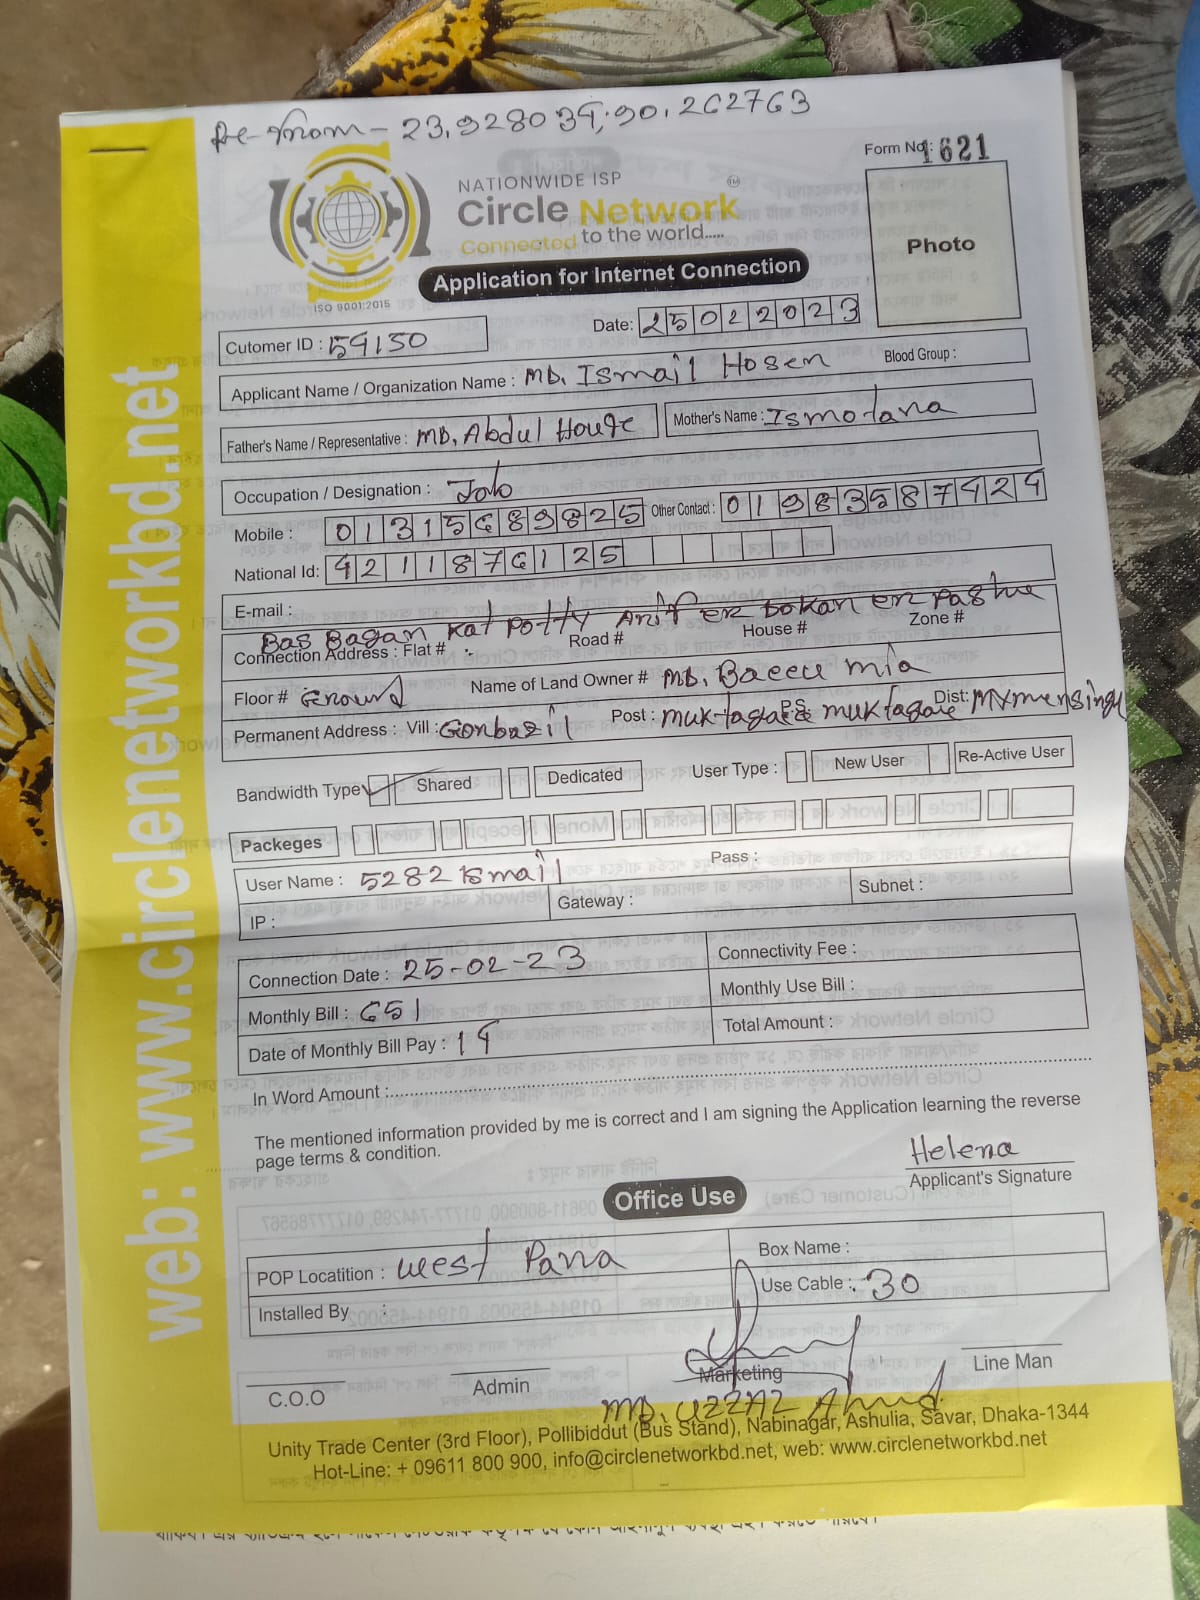 23.928034, 90.262763
Form No: 1621
NATIONWIDE ISP
Circle Network TM
Connected to the world.....
ISO 9001:2015
Application for Internet Connection
Photo
Date: 25022023
Cutomer ID : 54150
Applicant Name / Organization Name : MD. Ismail Hosen Blood Group :
Father's Name / Representative : MD. Abdul Houqe Mother's Name : Ismotara
Occupation / Designation : Job
Mobile : 01315689825 Other Contact : 01983587424
National Id: 4211876125
E-mail :
Bas Bagan Kat Potty Arif er Dokan er Pashe
Connection Address : Flat # : Road # House # Zone #
Floor # Ground Name of Land Owner # MD. Baccu mia
Permanent Address : Vill : Gonbazil Post : muktagata P.S muktagata Dist: Mymensingh
Bandwidth Type Shared Dedicated User Type : New User Re-Active User
Packeges
User Name : 5282 Ismail Pass :
IP : Gateway : Subnet :
Connection Date : 25-02-23 Connectivity Fee :
Monthly Bill : 651 Monthly Use Bill :
Date of Monthly Bill Pay : 14 Total Amount :
In Word Amount :
The mentioned information provided by me is correct and I am signing the Application learning the reverse
page terms & condition.
Helena
Applicant's Signature
Office Use
POP Locatition : West Para Box Name :
Installed By : Use Cable : 30
C.O.O Admin Marketing Line Man
MD. UZZAL Ahmed
Unity Trade Center (3rd Floor), Pollibiddut (Bus Stand), Nabinagar, Ashulia, Savar, Dhaka-1344
Hot-Line: + 09611 800 900, info@circlenetworkbd.net, web: www.circlenetworkbd.net
web: www.circlenetworkbd.net